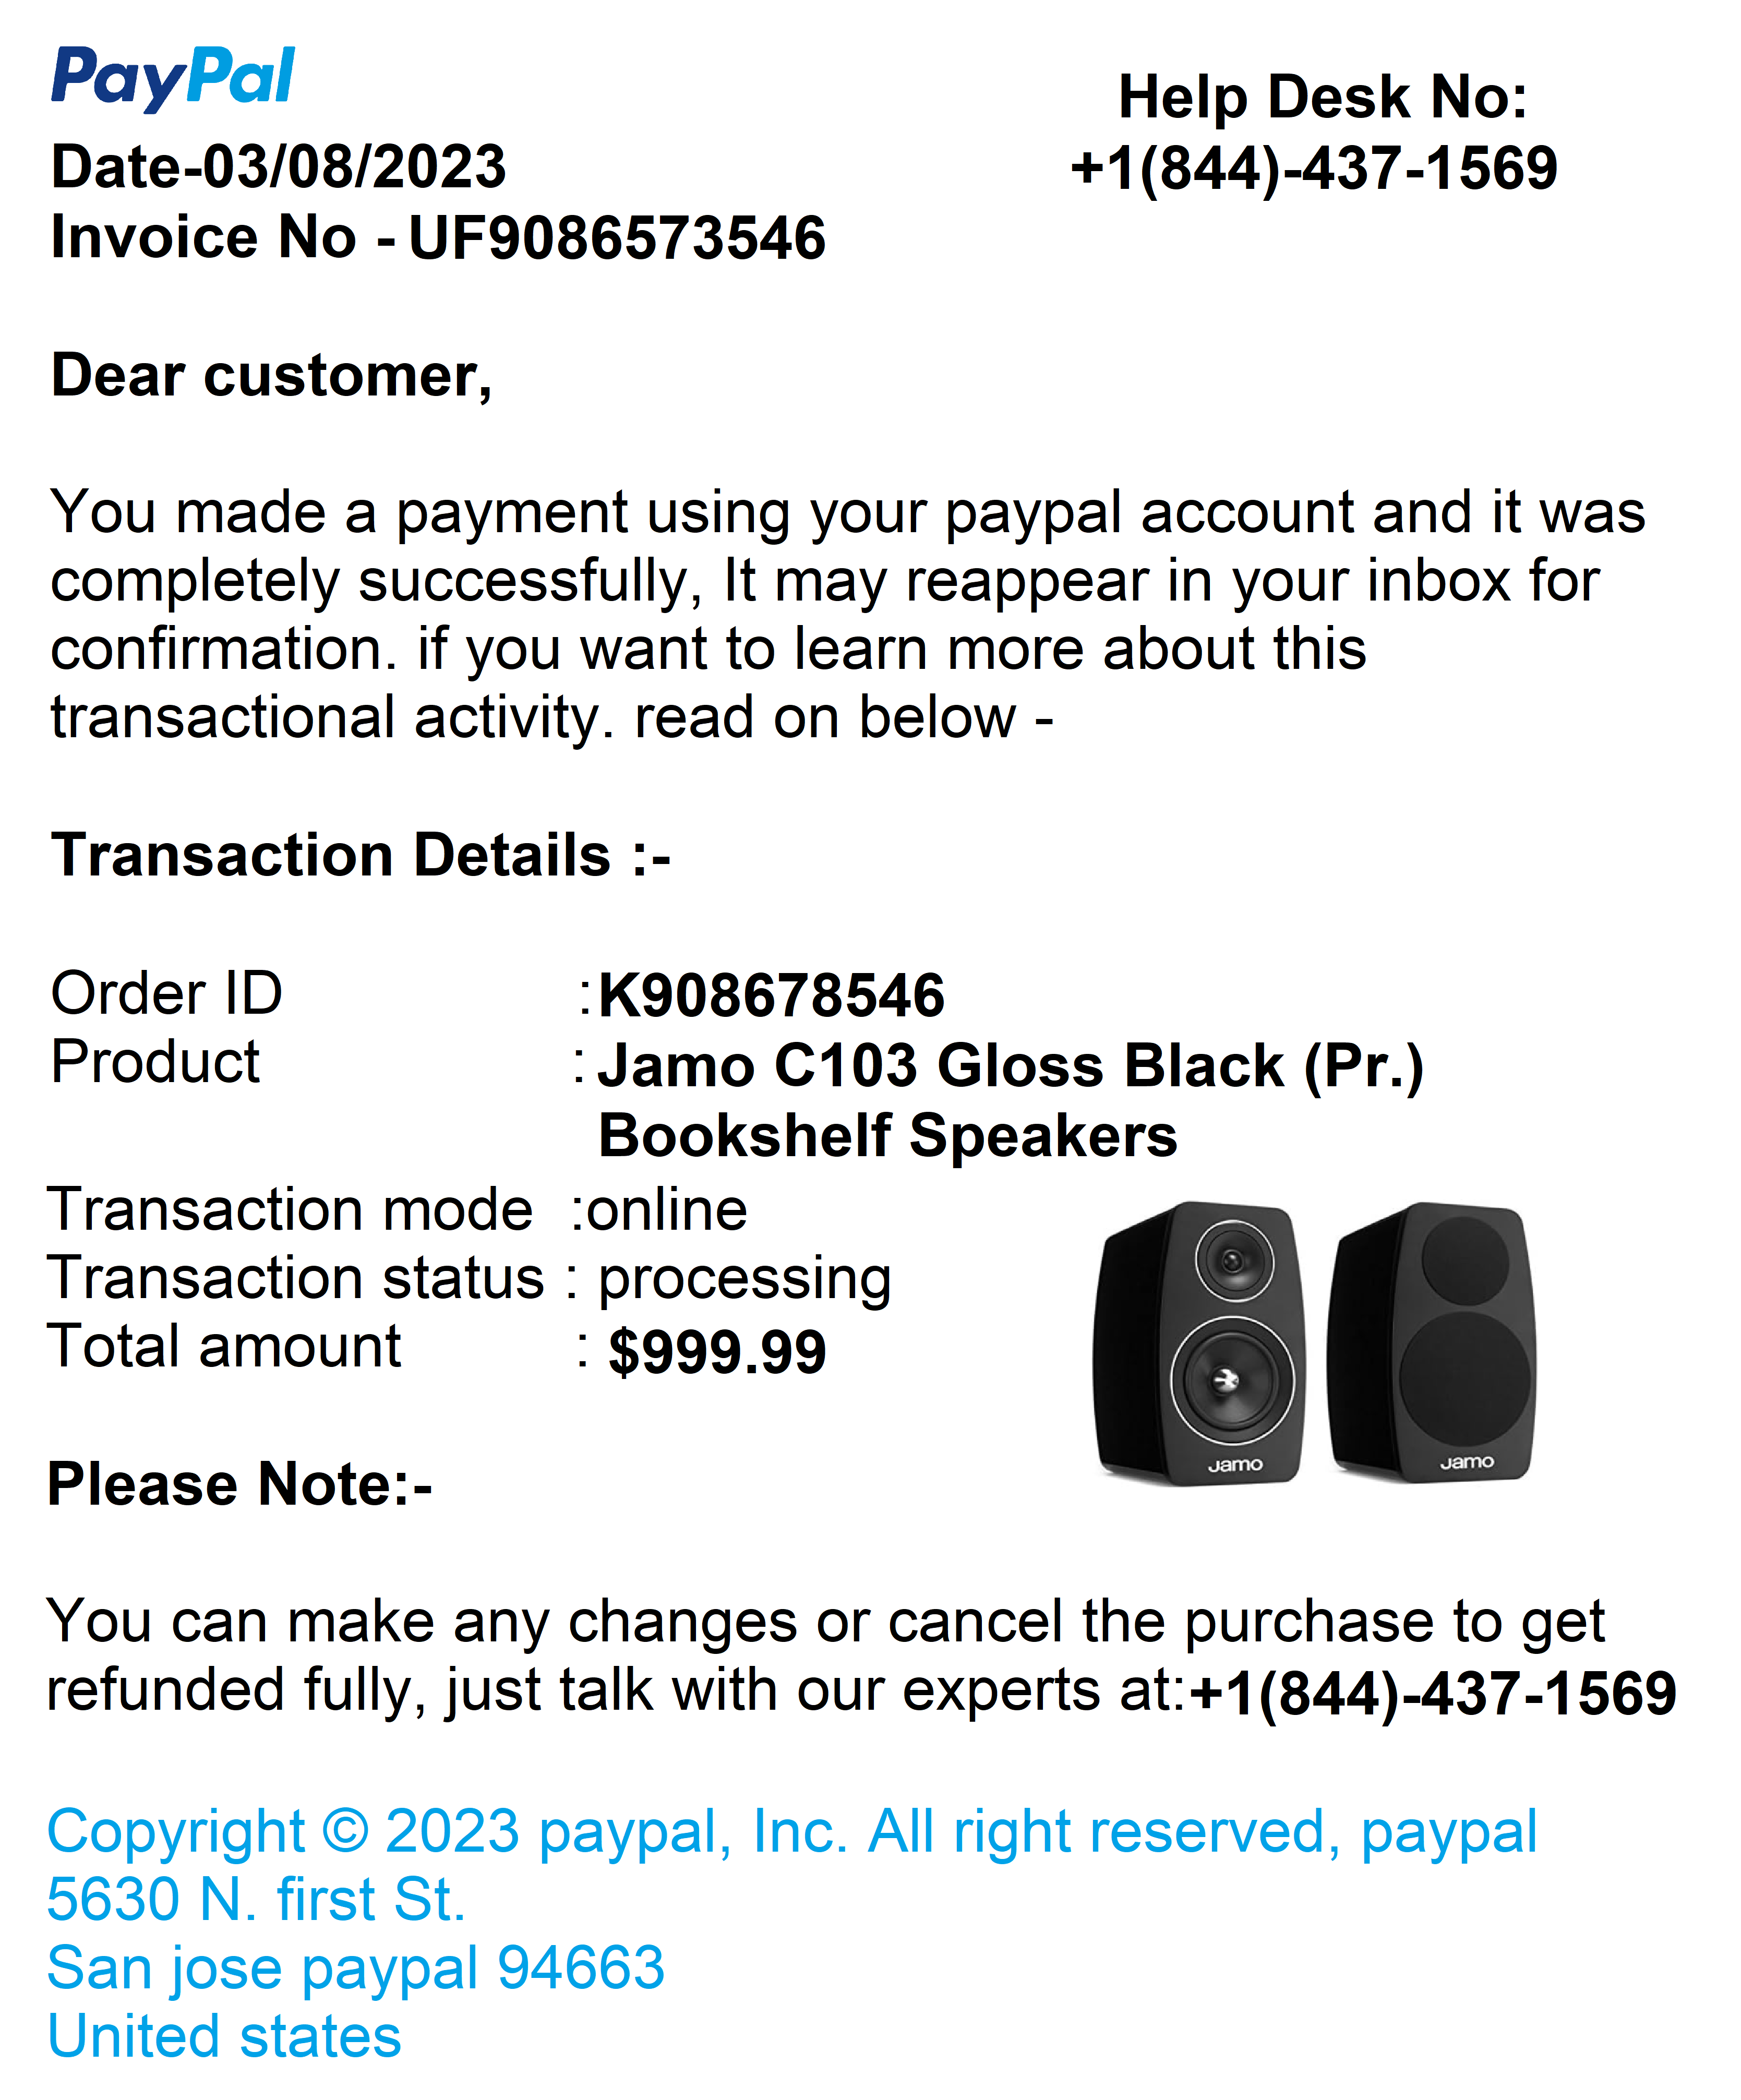 PayPal
Help Desk No:
+1(844)-437-1569
Date-03/08/2023
Invoice No - UF9086573546
Dear customer,
You made a payment using your paypal account and it was
completely successfully, It may reappear in your inbox for
confirmation. if you want to learn more about this
transactional activity. read on below -
Transaction Details :-
Order ID : K908678546
Product : Jamo C103 Gloss Black (Pr.)
Bookshelf Speakers
Transaction mode :online
Transaction status : processing
Total amount : $999.99
Jamo
Jamo
Please Note:-
You can make any changes or cancel the purchase to get
refunded fully, just talk with our experts at:+1(844)-437-1569
Copyright © 2023 paypal, Inc. All right reserved, paypal
5630 N. first St.
San jose paypal 94663
United states